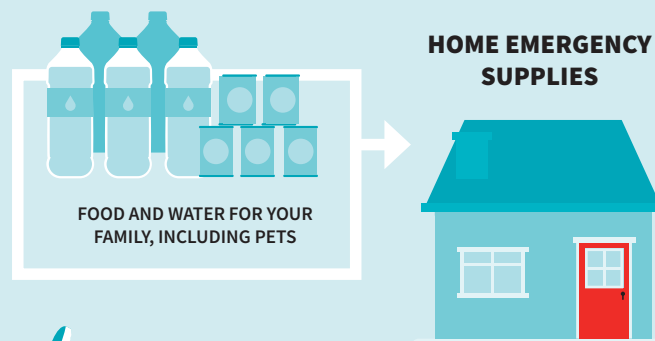 HOME EMERGENCY
SUPPLIES
FOOD AND WATER FOR YOUR
FAMILY, INCLUDING PETS